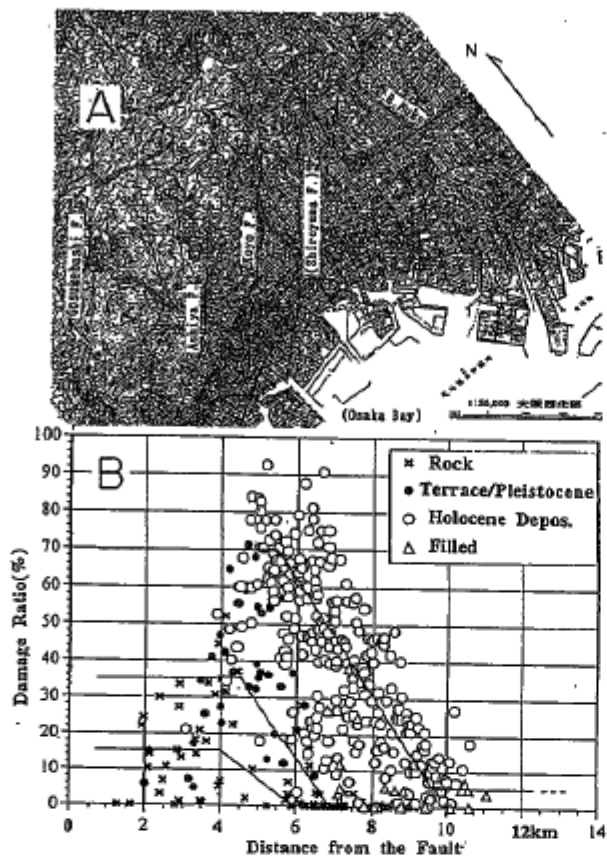 A
N
Ashiya F.
Koyo F.
(Shiroyama F.)
(Osaka Bay)
B
100
90
80
70
60
50
40
30
20
10
0
Damage Ratio(%)
Rock
Terrace/Pleistocene
Holocene Depos.
Filled
0 2 4 6 8 10 12km 14
Distance from the Fault